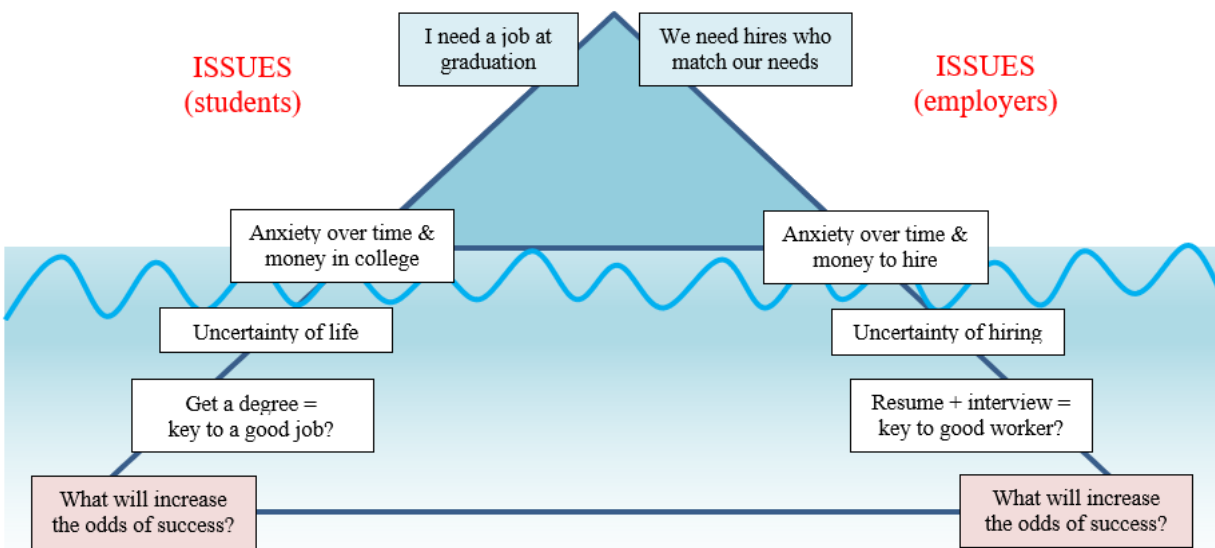 I need a job at
graduation
We need hires who
match our needs
ISSUES
(students)
ISSUES
(employers)
Anxiety over time &
money in college
Anxiety over time &
money to hire
Uncertainty of life
Uncertainty of hiring
Get a degree =
key to a good job?
Resume + interview =
key to good worker?
What will increase
the odds of success?
What will increase
the odds of success?